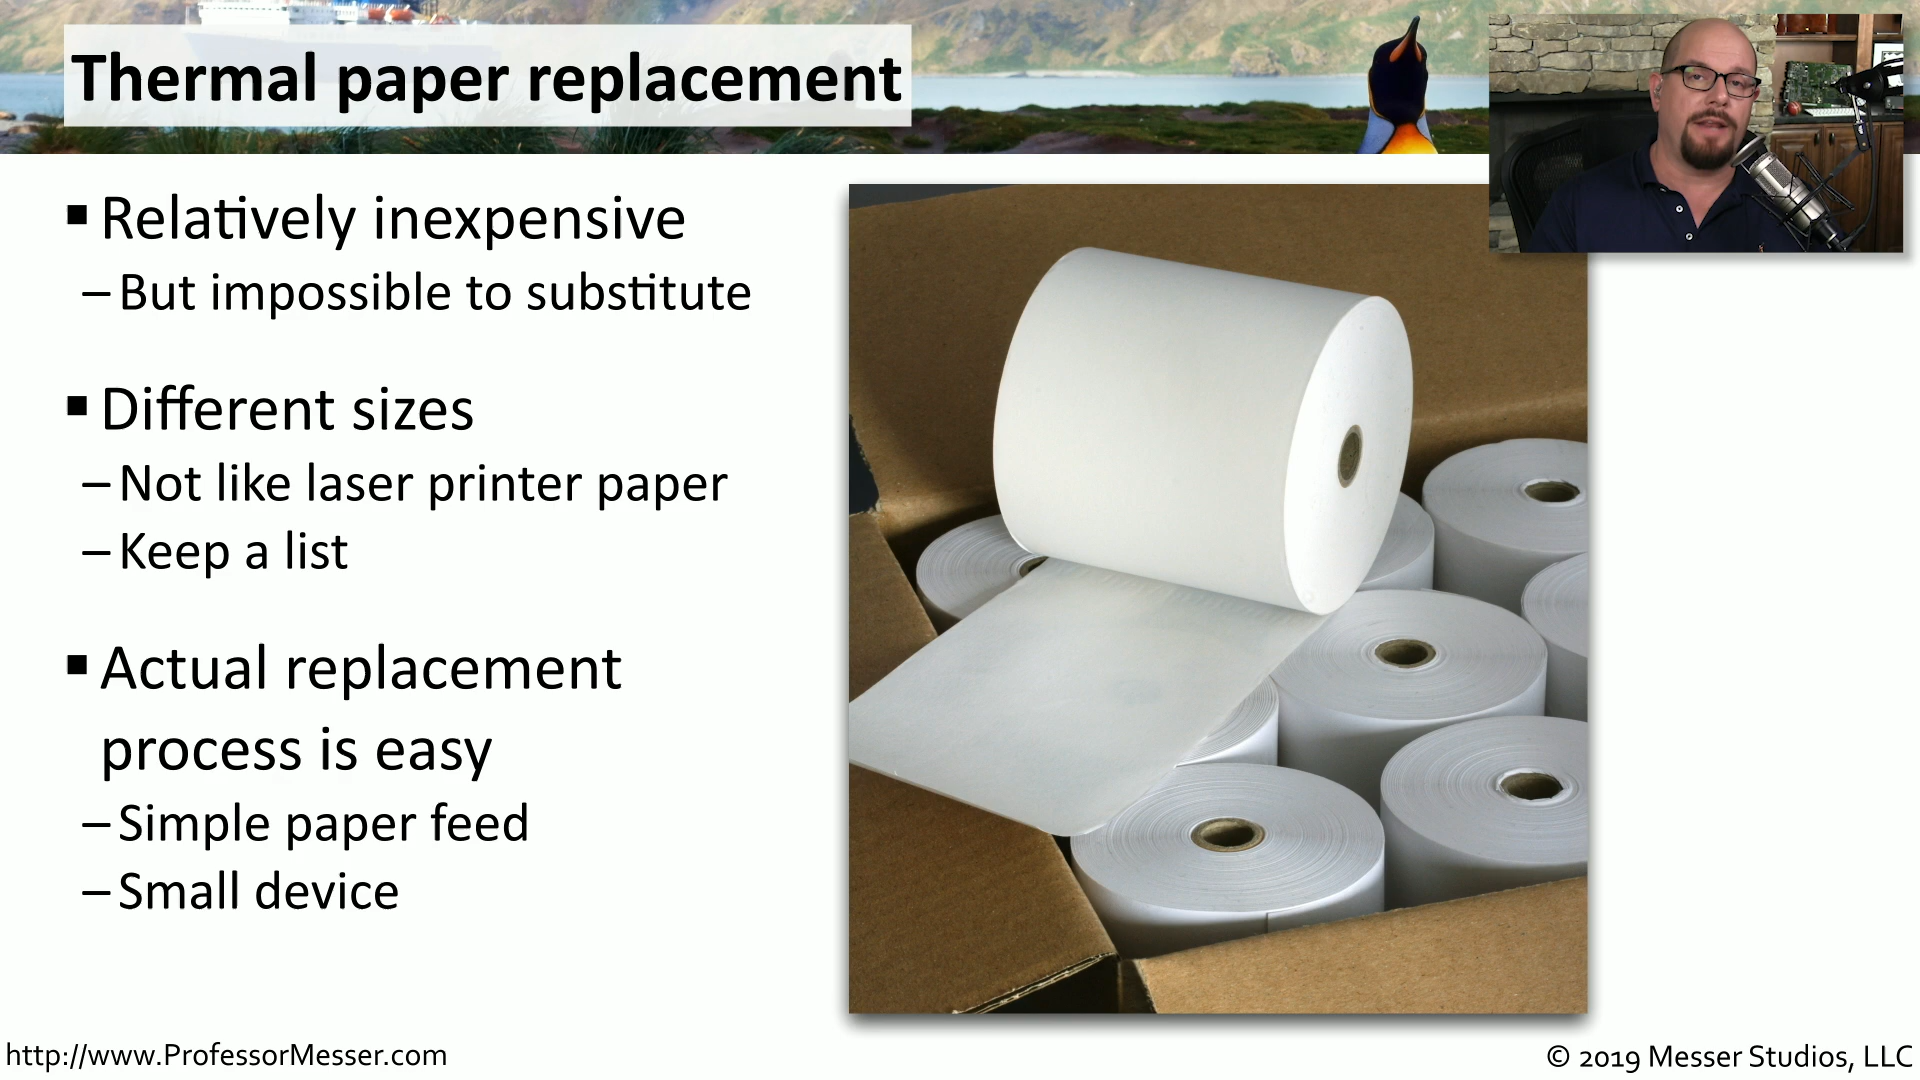 Thermal paper replacement
▪ Relatively inexpensive
– But impossible to substitute
▪ Different sizes
– Not like laser printer paper
– Keep a list
▪ Actual replacement
process is easy
– Simple paper feed
– Small device
http://www.ProfessorMesser.com
© 2019 Messer Studios, LLC